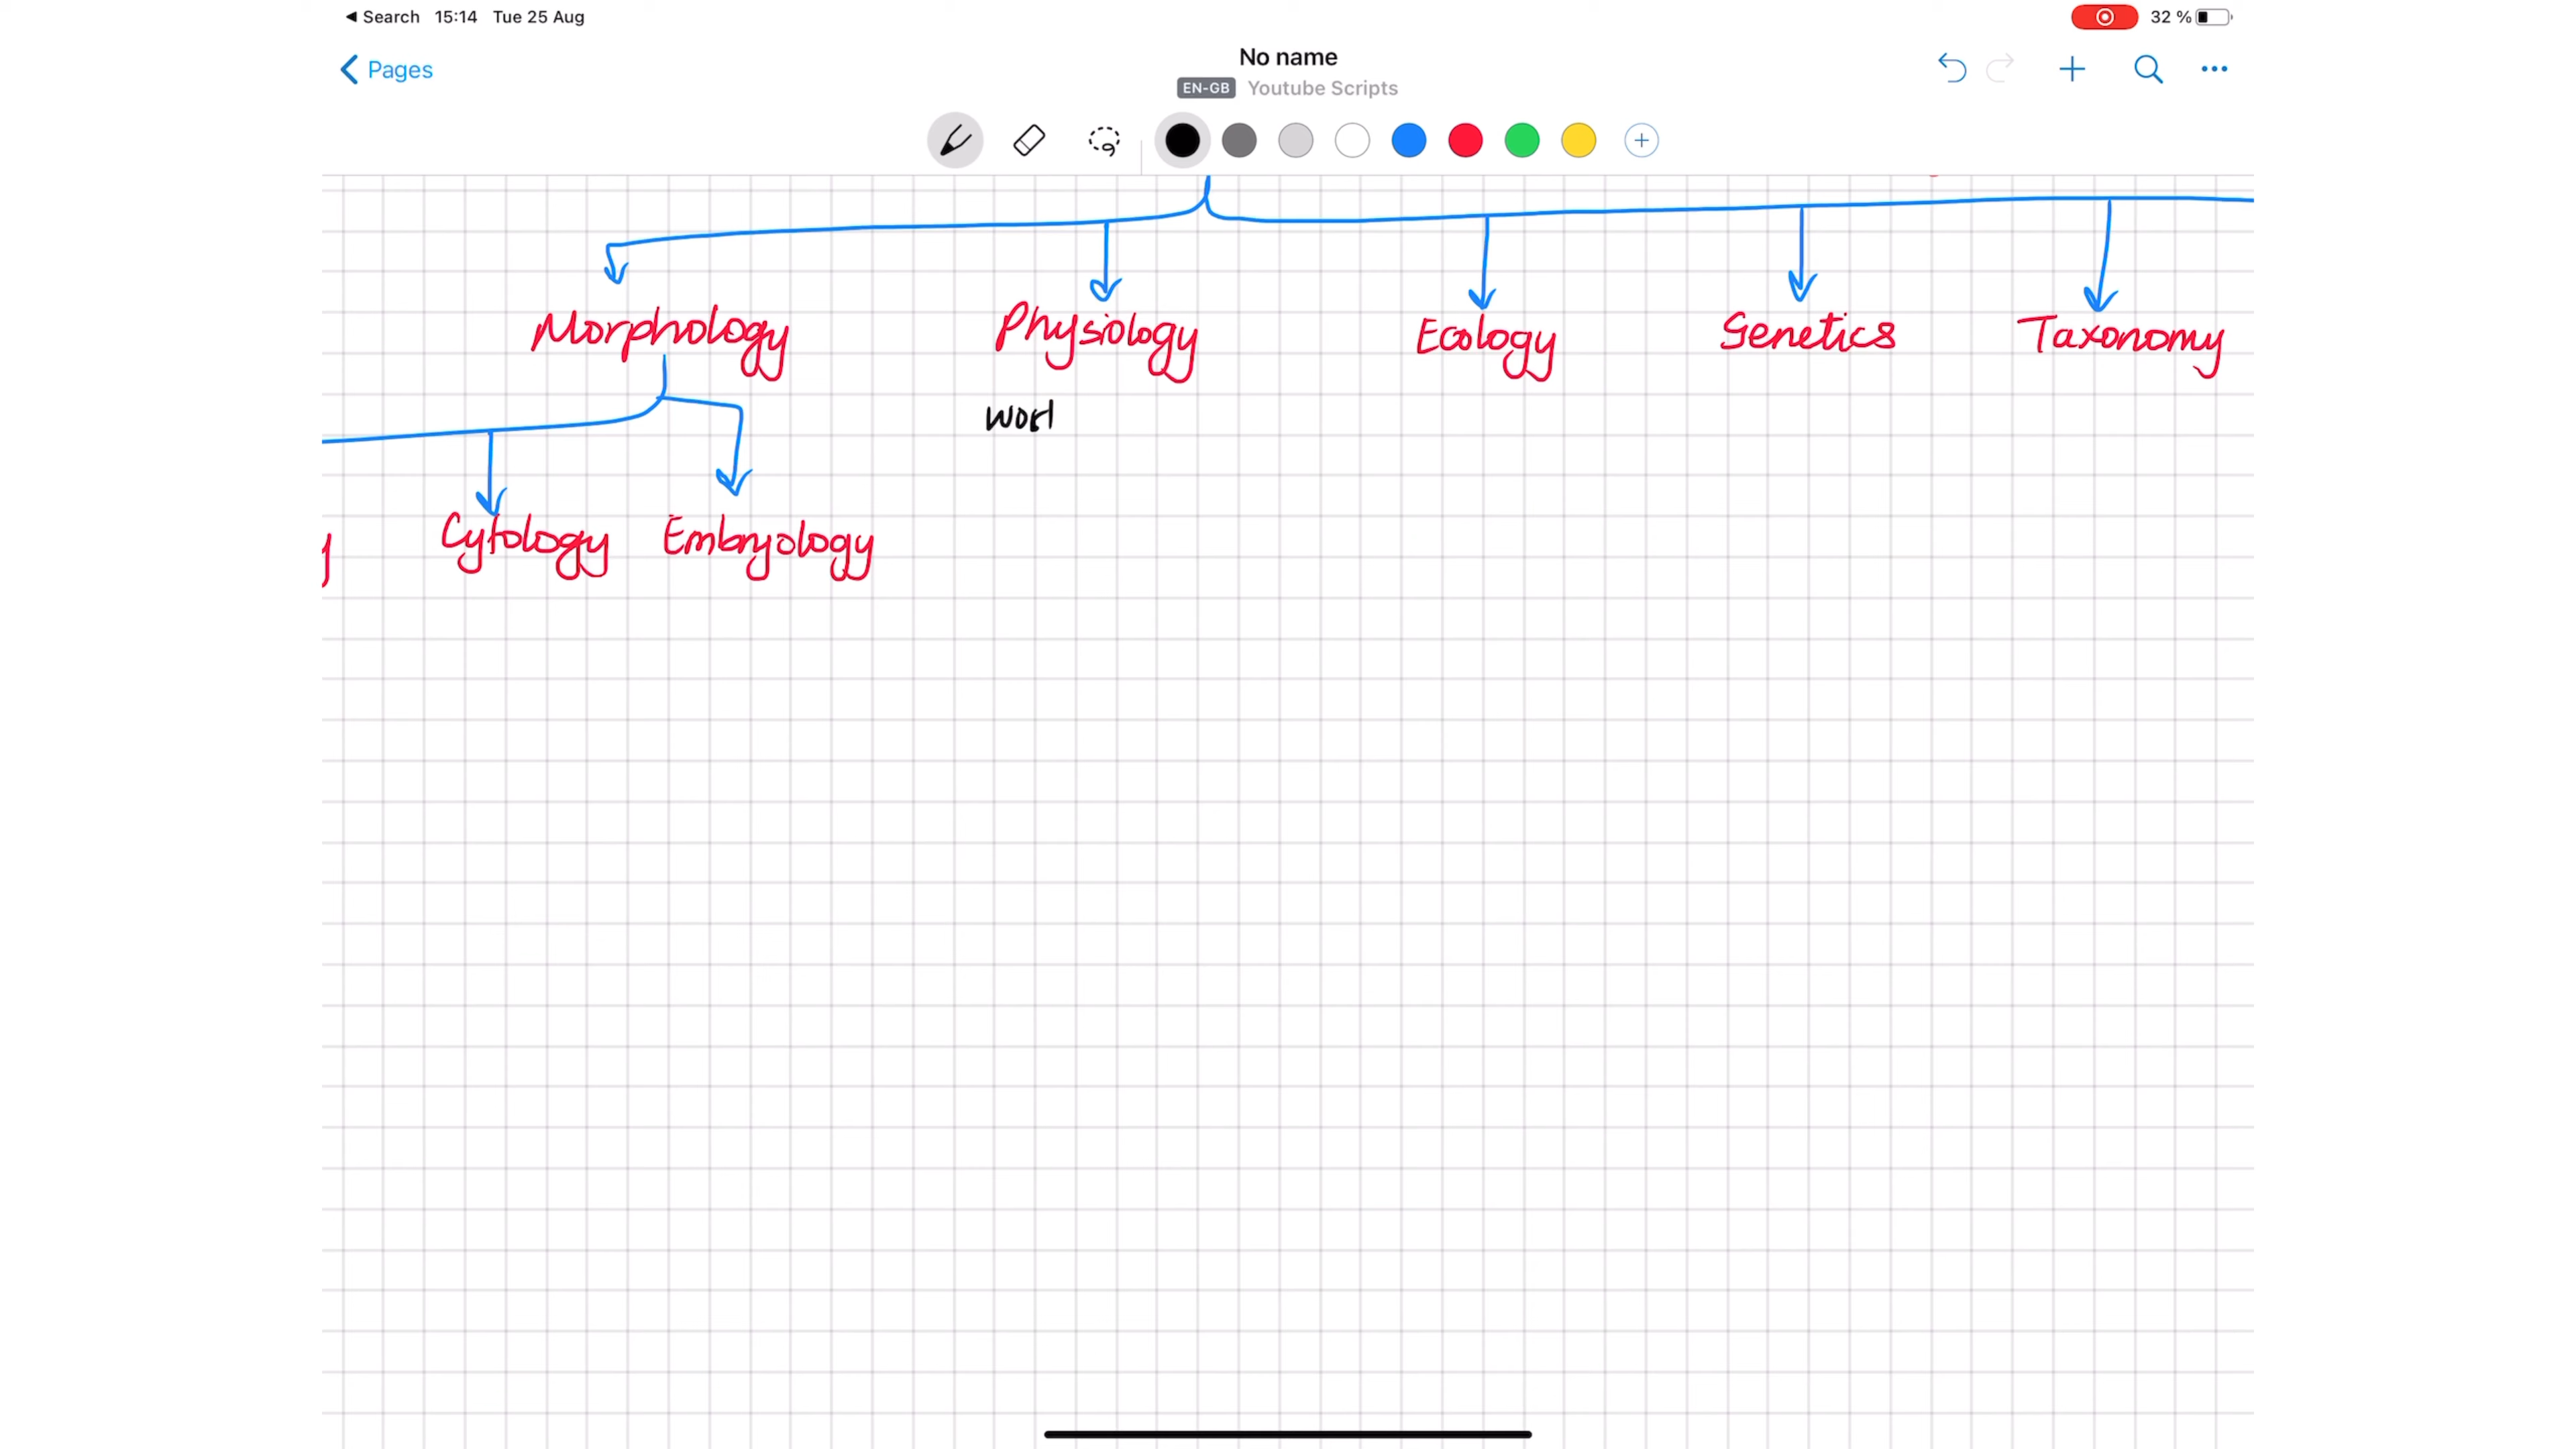 Search 15:14 Tue 25 Aug 32 %
Pages
No name
EN-GB Youtube Scripts
Morphology Physiology Ecology Genetics Taxonomy
Cytology Embryology